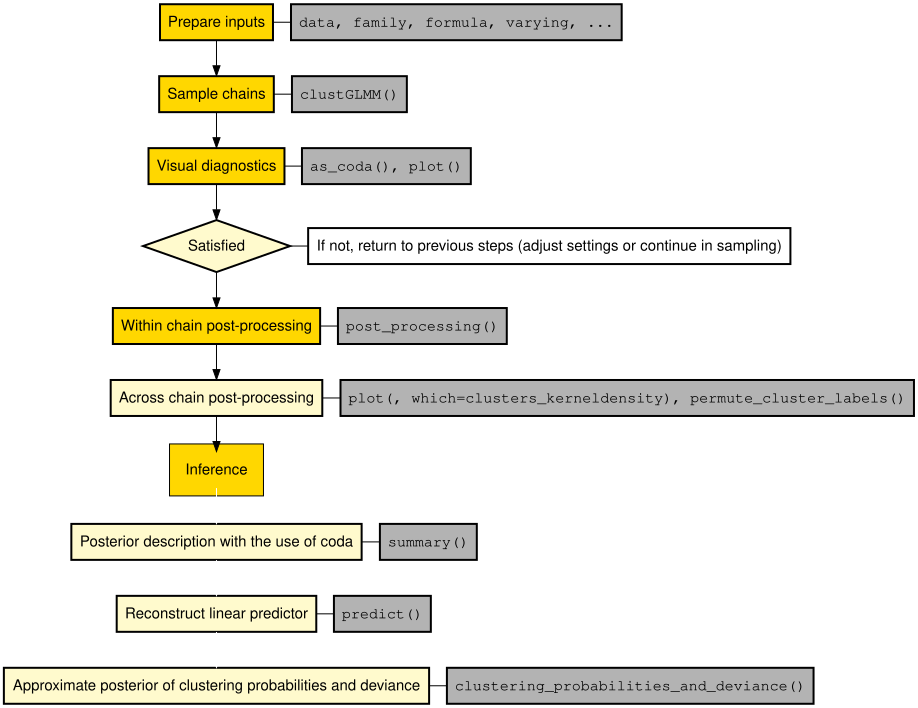 Prepare inputs
data, family, formula, varying, ...
Sample chains
clustGLMM()
Visual diagnostics
as_coda(), plot()
Satisfied
If not, return to previous steps (adjust settings or continue in sampling)
Within chain post-processing
post_processing()
Across chain post-processing
plot(, which=clusters_kerneldensity), permute_cluster_labels()
Inference
Posterior description with the use of coda
summary()
Reconstruct linear predictor
predict()
Approximate posterior of clustering probabilities and deviance
clustering_probabilities_and_deviance()